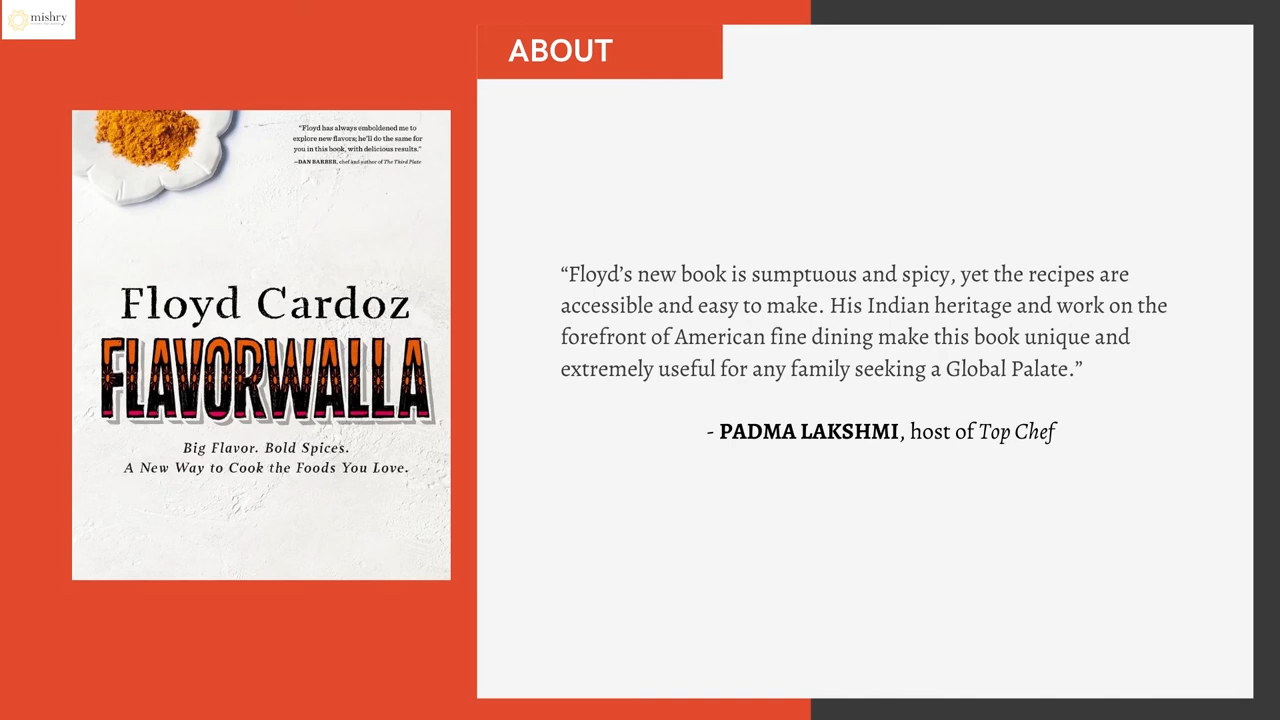 mishry
ABOUT
“Floyd has always emboldened me to
explore new flavors; he’ll do the same for
you in this book, with delicious results.”
—DAN BARBER, chef and author of The Third Plate
Floyd Cardoz
FLAVORWALLA
Big Flavor. Bold Spices.
A New Way to Cook the Foods You Love.
“Floyd’s new book is sumptuous and spicy, yet the recipes are
accessible and easy to make. His Indian heritage and work on the
forefront of American fine dining make this book unique and
extremely useful for any family seeking a Global Palate.”
- PADMA LAKSHMI, host of Top Chef